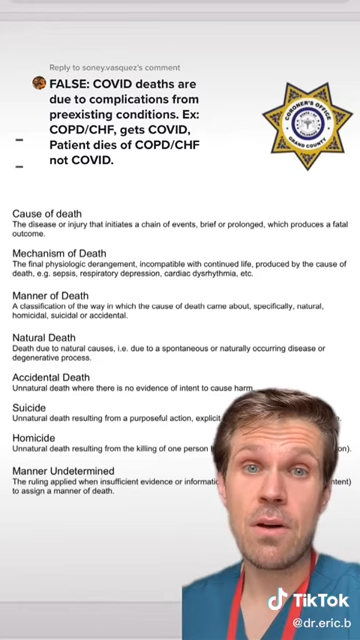 Reply to soney.vasquez's comment
FALSE: COVID deaths are
due to complications from
preexisting conditions. Ex:
COPD/CHF, gets COVID,
Patient dies of COPD/CHF
not COVID.
CORONER'S OFFICE
GRAND COUNTY
Cause of death
The disease or injury that initiates a chain of events, brief or prolonged, which produces a fatal
outcome.
Mechanism of Death
The final physiologic derangement, incompatible with continued life, produced by the cause of
death, e.g. sepsis, respiratory depression, cardiac dysrhythmia, etc.
Manner of Death
A classification of the way in which the cause of death came about, specifically, natural,
homicidal, suicidal or accidental.
Natural Death
Death due to natural causes, i.e. due to a spontaneous or naturally occurring disease or
degenerative process.
Accidental Death
Unnatural death where there is no evidence of intent to cause harm.
Suicide
Unnatural death resulting from a purposeful action, explicit
Homicide
Unnatural death resulting from the killing of one person
Manner Undetermined
The ruling applied when insufficient evidence or
to assign a manner of death.
TikTok
@dr.eric.b